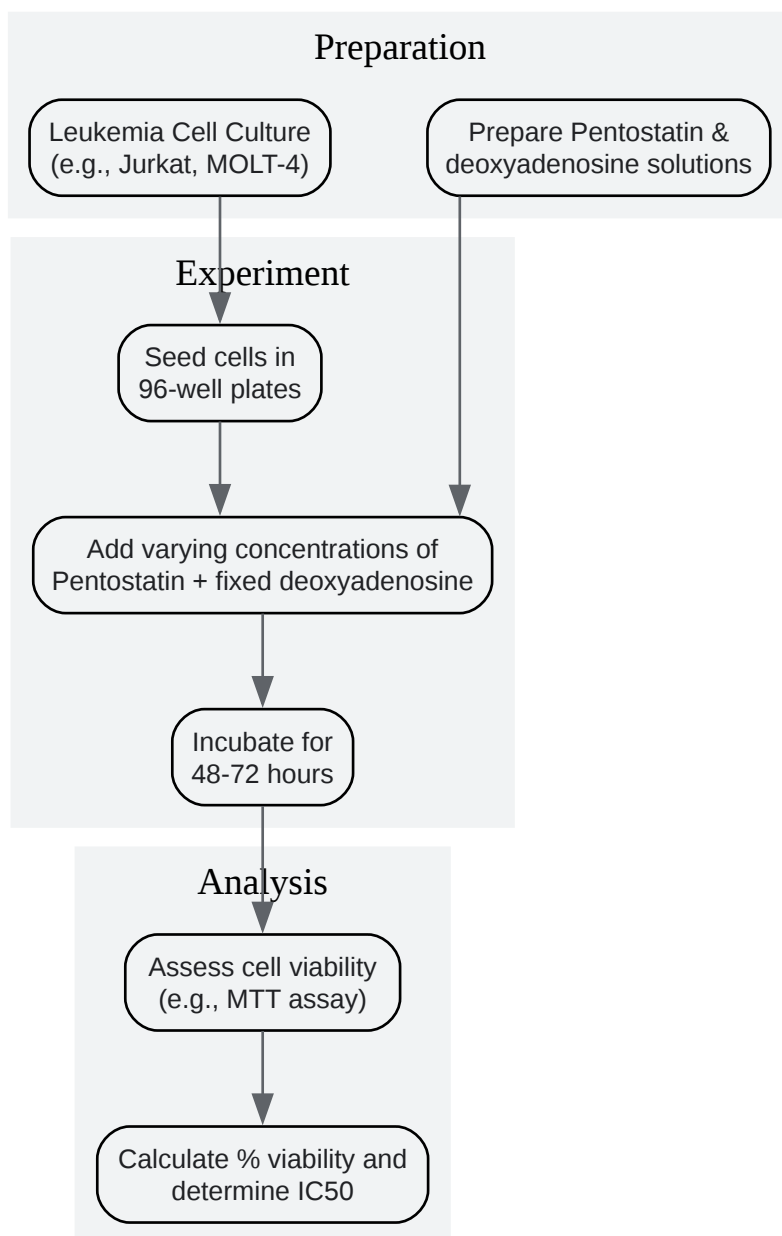 Preparation
Leukemia Cell Culture
(e.g., Jurkat, MOLT-4)
Prepare Pentostatin &
deoxyadenosine solutions
Experiment
Seed cells in
96-well plates
Add varying concentrations of
Pentostatin + fixed deoxyadenosine
Incubate for
48-72 hours
Analysis
Assess cell viability
(e.g., MTT assay)
Calculate % viability and
determine IC50